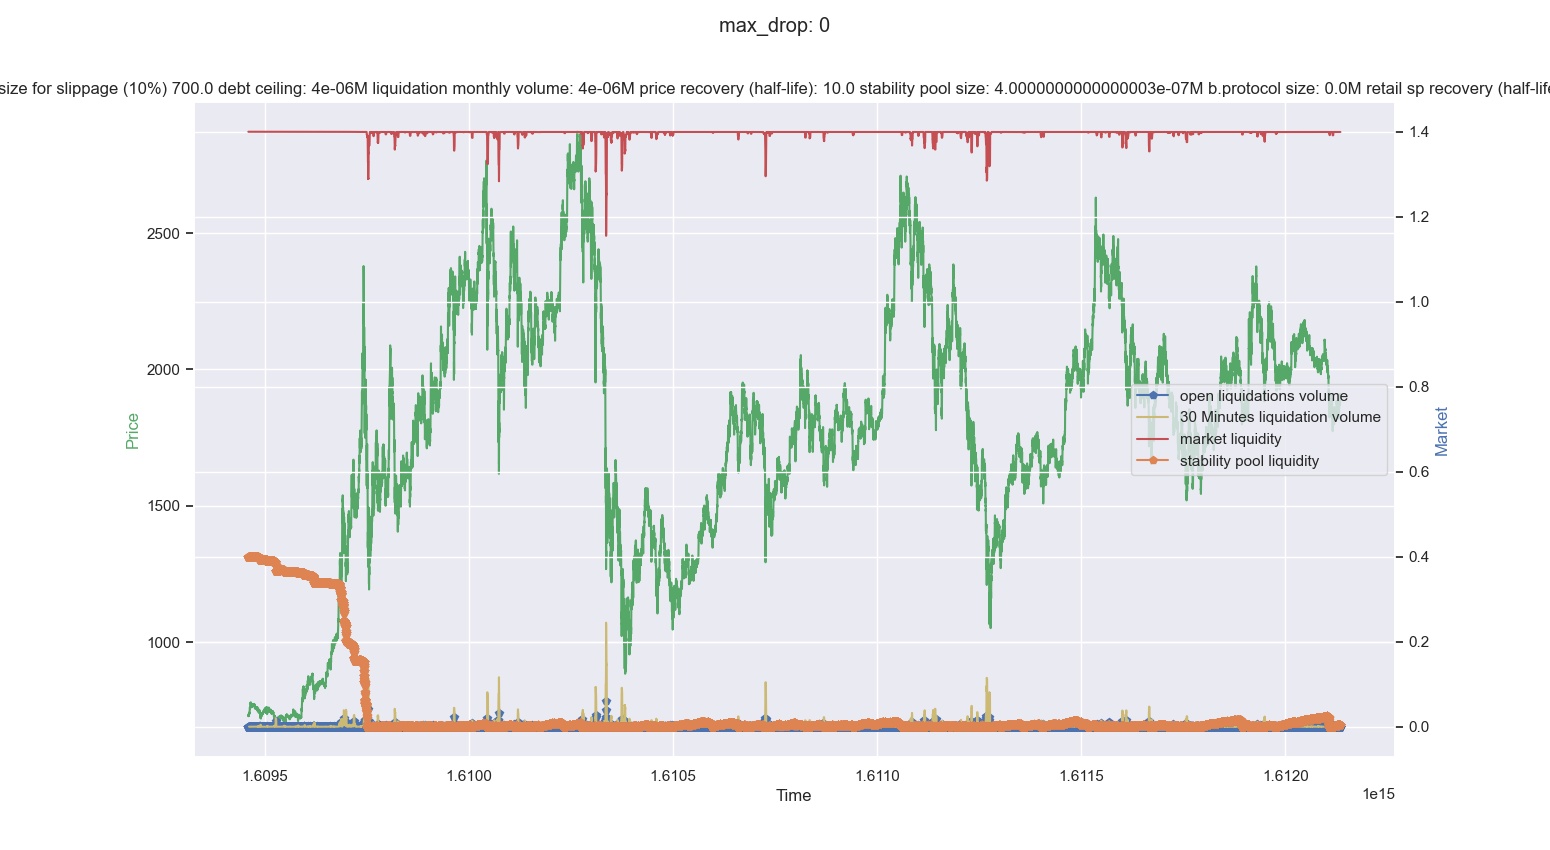 max_drop: 0
size for slippage (10%) 700.0 debt ceiling: 4e-06M liquidation monthly volume: 4e-06M price recovery (half-life): 10.0 stability pool size: 4.0000000000000003e-07M b.protocol size: 0.0M retail sp recovery (half-life
1.4
1.2
1.0
0.8
0.6
0.4
0.2
0.0
2500
2000
1500
1000
Price
Market
open liquidations volume
30 Minutes liquidation volume
market liquidity
stability pool liquidity
1.6095
1.6100
1.6105
1.6110
1.6115
1.6120
Time
1e15